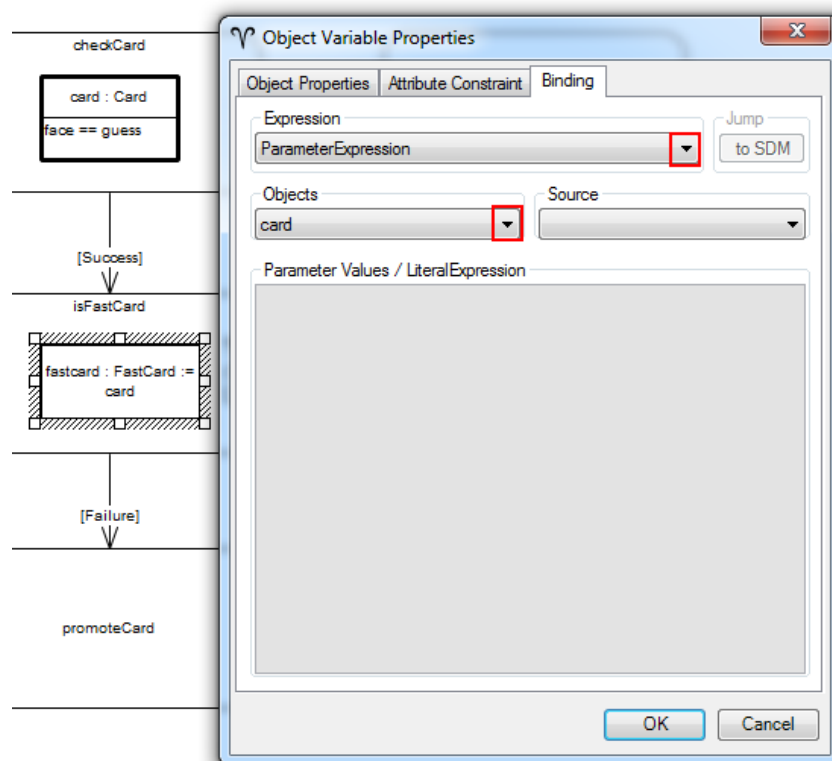 checkCard
card : Card
face == guess
[Success]
isFastCard
fastcard : FastCard :=
card
[Failure]
promoteCard
Object Variable Properties
Object Properties
Attribute Constraint
Binding
Expression
ParameterExpression
Jump
to SDM
Objects
card
Source
Parameter Values / LiteralExpression
OK
Cancel